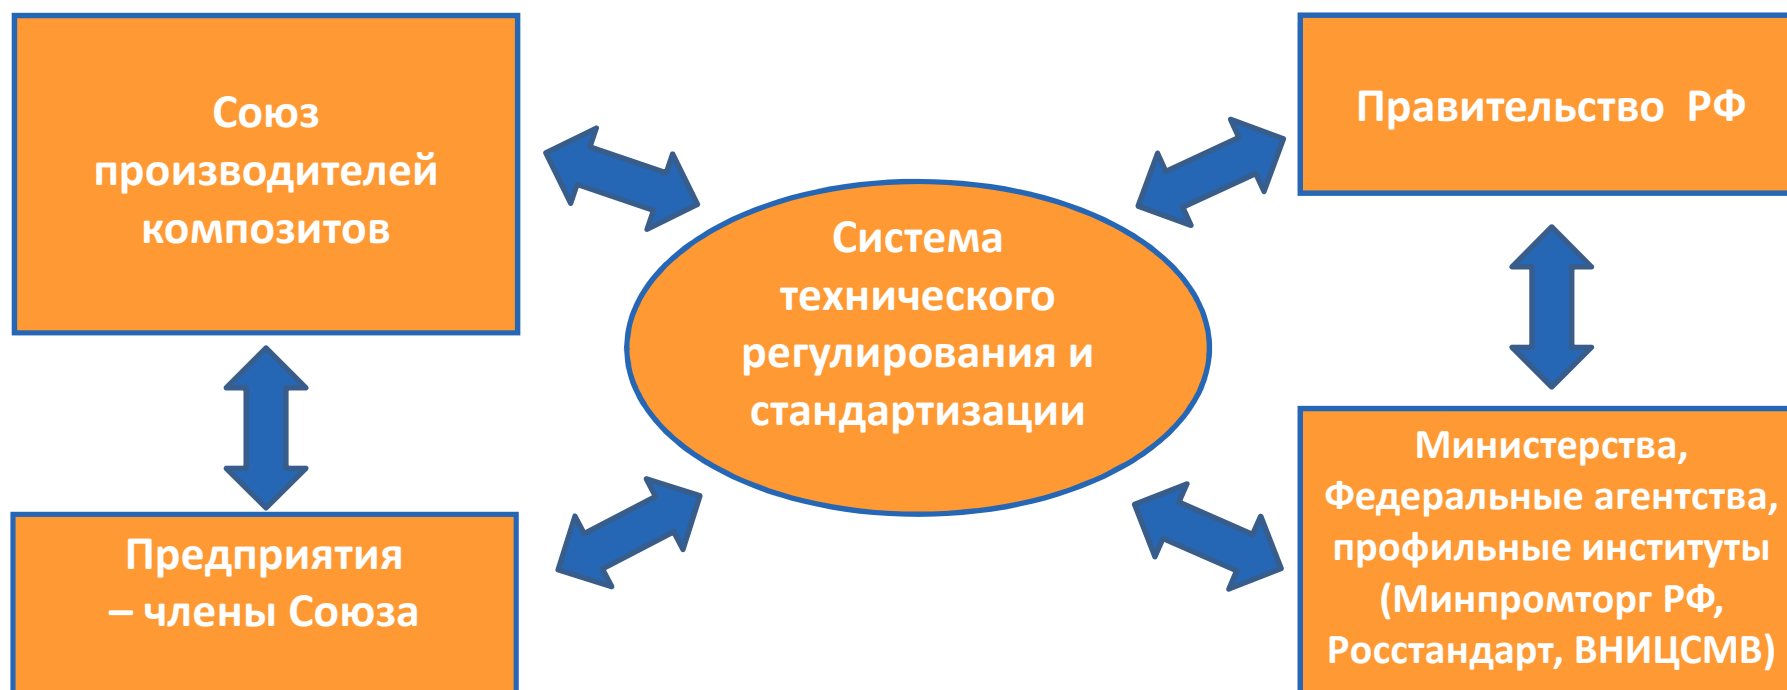 Союз
производителей
композитов
Правительство РФ
Система
технического
регулирования и
стандартизации
Предприятия
– члены Союза
Министерства,
Федеральные агентства,
профильные институты
(Минпромторг РФ,
Росстандарт, ВНИЦСМВ)